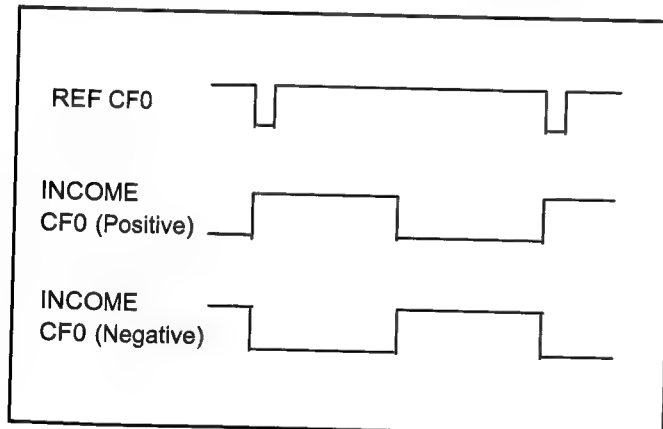 REF CF0
INCOME
CF0 (Positive)
INCOME
CF0 (Negative)